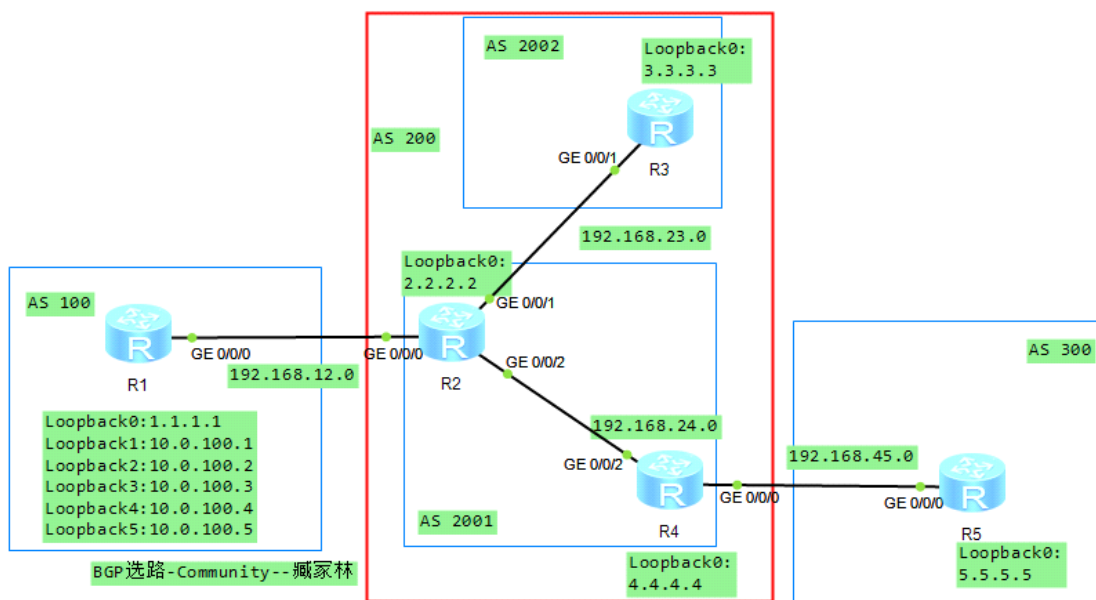 AS 2002
Loopback0:
3.3.3.3
AS 200
R
GE 0/0/1
R3
192.168.23.0
Loopback0:
2.2.2.2
GE 0/0/1
AS 100
R
GE 0/0/0
GE 0/0/0
R
GE 0/0/2
AS 300
R1
192.168.12.0
R2
Loopback0:1.1.1.1
Loopback1:10.0.100.1
Loopback2:10.0.100.2
Loopback3:10.0.100.3
Loopback4:10.0.100.4
Loopback5:10.0.100.5
192.168.24.0
GE 0/0/2
R
192.168.45.0
GE 0/0/0
GE 0/0/0
R
AS 2001
R4
R5
Loopback0:
4.4.4.4
Loopback0:
5.5.5.5
BGP选路-Community--臧家林